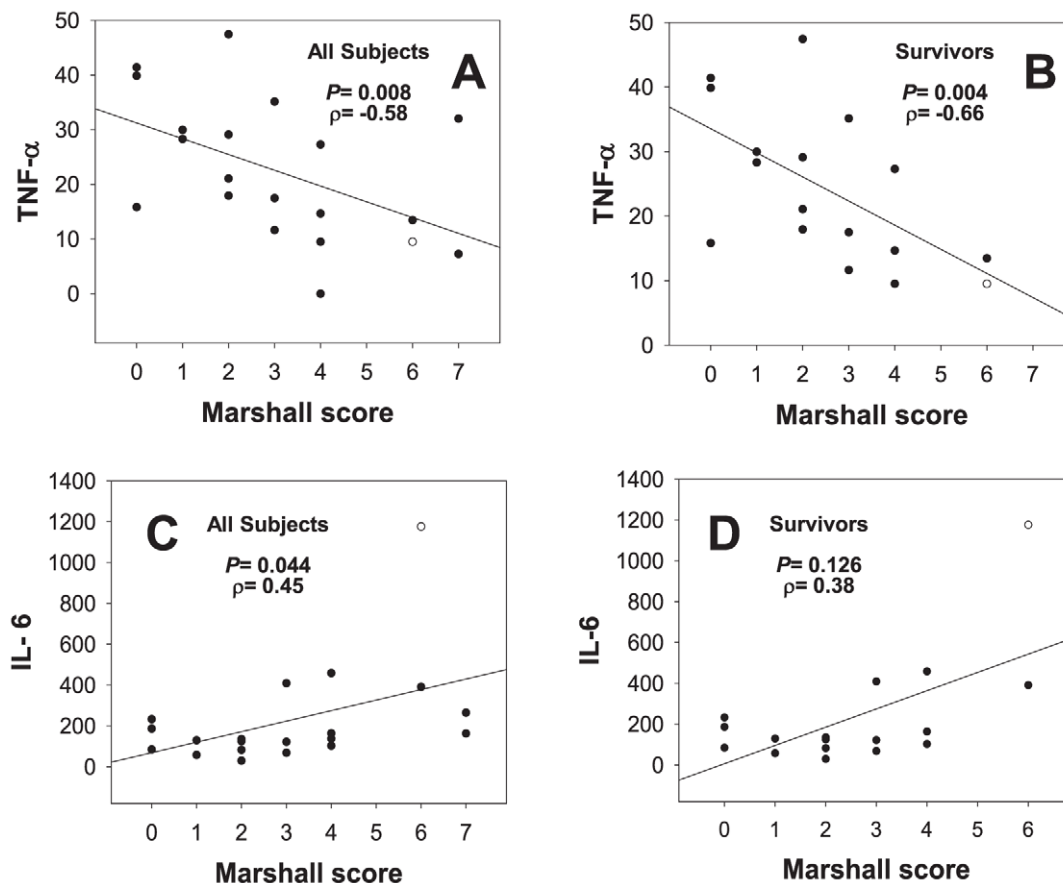 50
40
30
20
10
0
TNF-α
All Subjects
P= 0.008
ρ= -0.58
A
0 1 2 3 4 5 6 7
Marshall score
50
40
30
20
10
0
TNF-α
Survivors
P= 0.004
ρ= -0.66
B
0 1 2 3 4 5 6 7
Marshall score
1400
1200
1000
800
600
400
200
0
IL- 6
C
All Subjects
P= 0.044
ρ= 0.45
0 1 2 3 4 5 6 7
Marshall score
1400
1200
1000
800
600
400
200
0
IL-6
D
Survivors
P= 0.126
ρ= 0.38
0 1 2 3 4 5 6
Marshall score